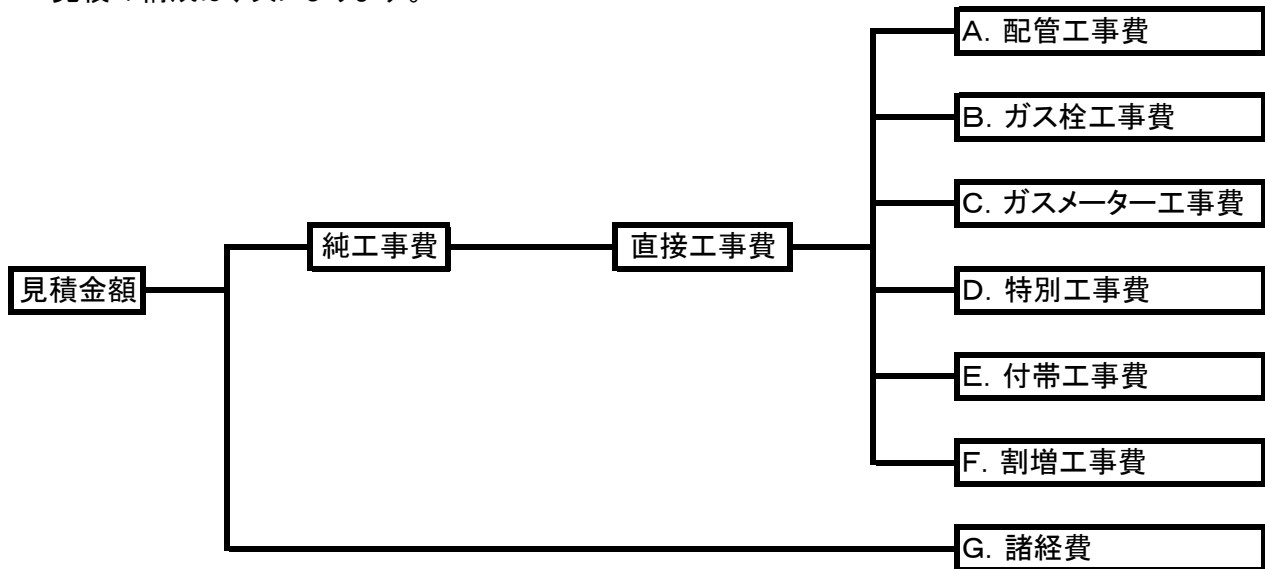 A. 配管工事費
B. ガス栓工事費
C. ガスメーター工事費
純工事費
直接工事費
見積金額
D. 特別工事費
E. 付帯工事費
F. 割増工事費
G. 諸経費